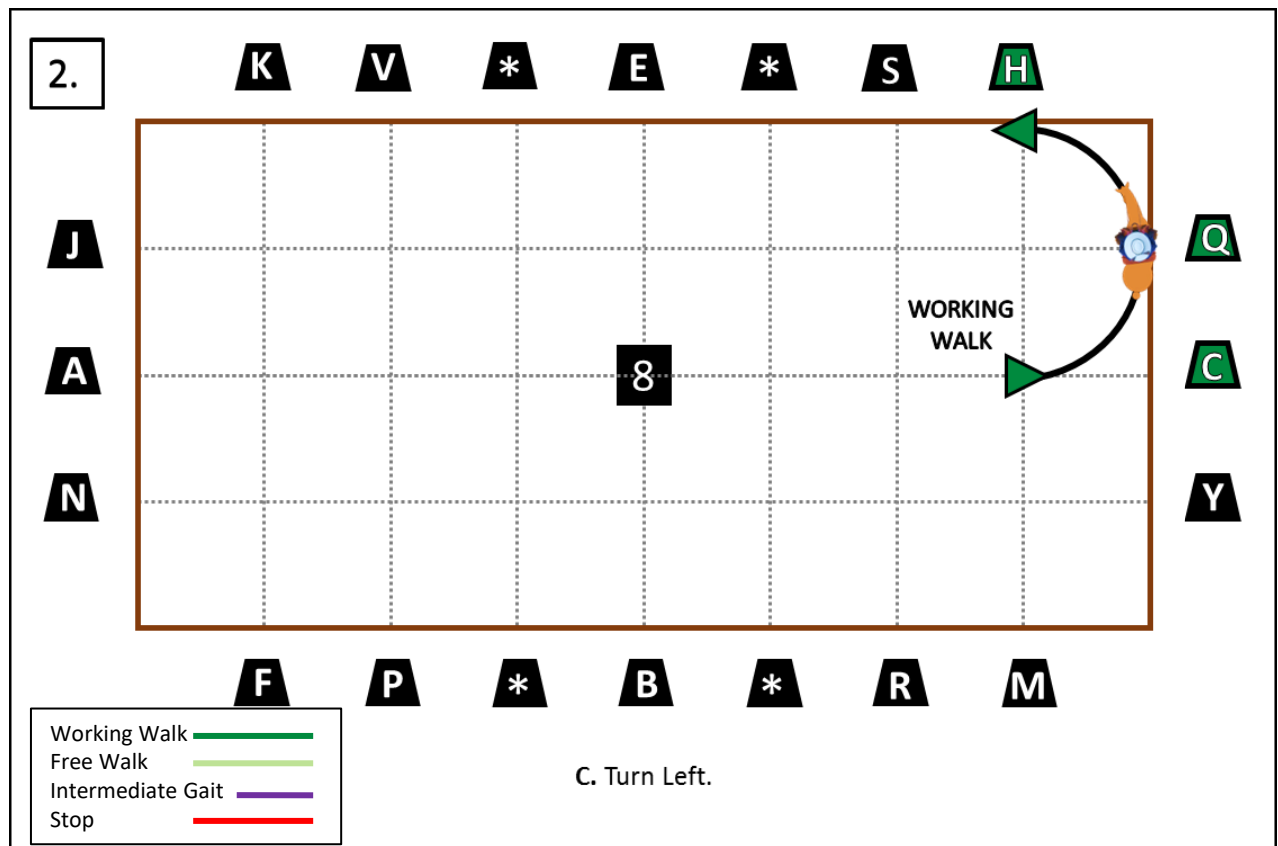 2.
K V * E * S H
J
Q
WORKING
WALK
A
8
C
N
Y
F P * B * R M
Working Walk
Free Walk
Intermediate Gait
Stop
C. Turn Left.